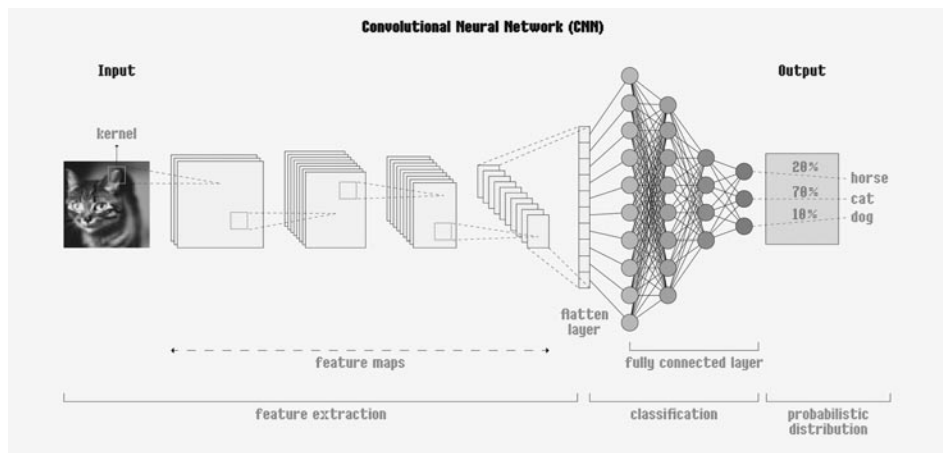 Convolutional Neural Network (CNN)
Input
Output
kernel
20%
horse
70%
cat
10%
dog
flatten
layer
feature maps
fully connected layer
feature extraction
classification
probabilistic
distribution